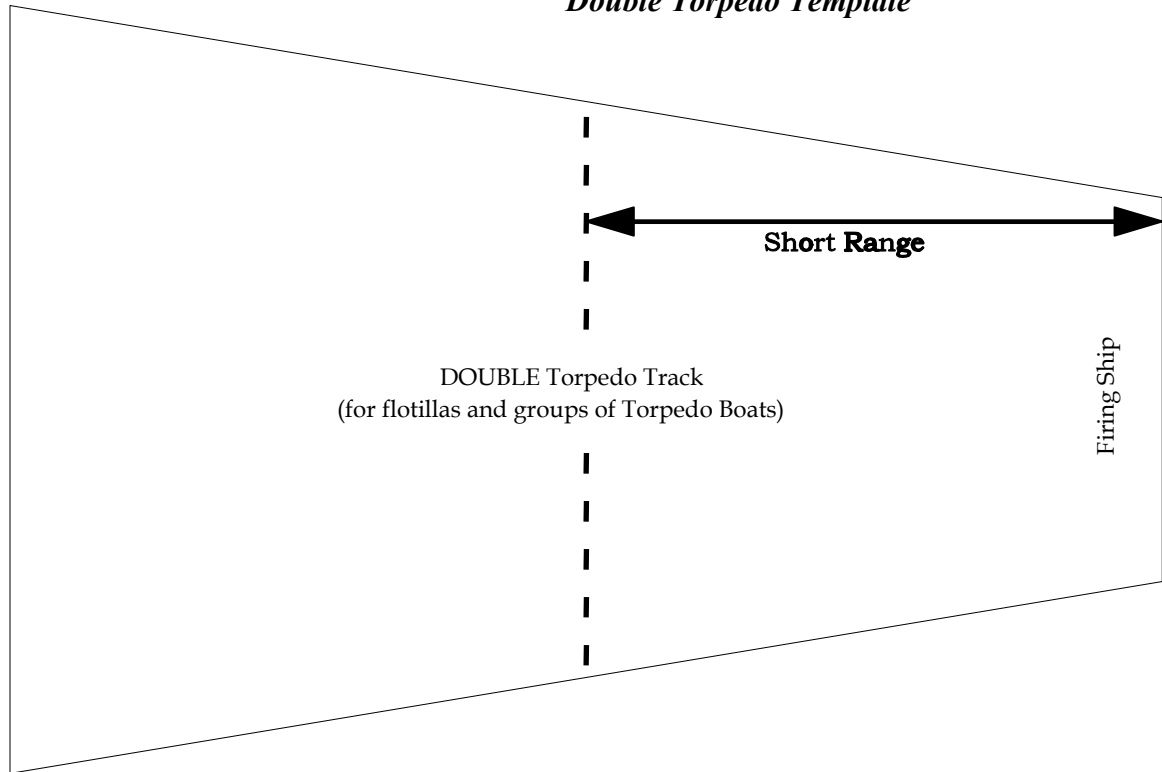 Double Torpedo Template
Short Range
DOUBLE Torpedo Track
(for flotillas and groups of Torpedo Boats)
Firing Ship